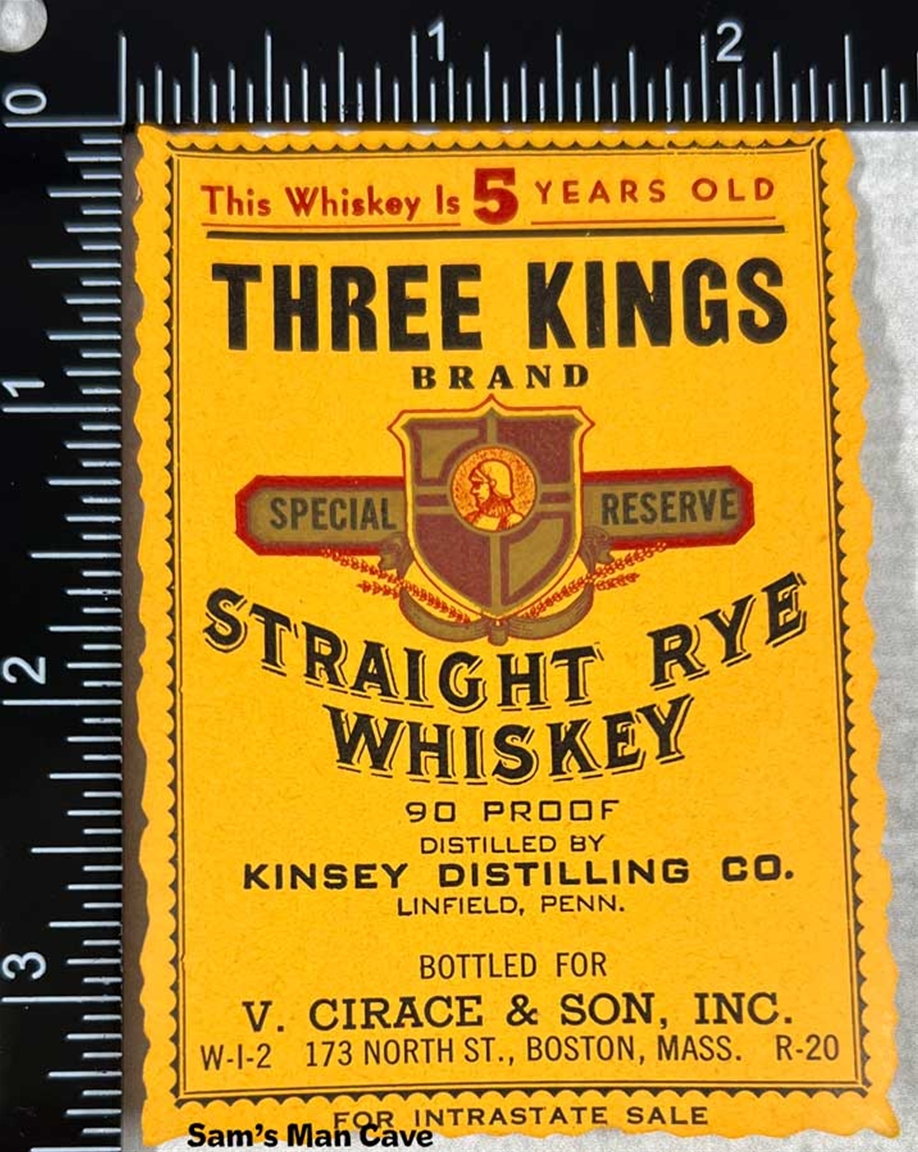 1 2
0
1
2
3
This Whiskey Is 5 YEARS OLD
THREE KINGS
BRAND
SPECIAL RESERVE
STRAIGHT RYE
WHISKEY
90 PROOF
DISTILLED BY
KINSEY DISTILLING CO.
LINFIELD, PENN.
BOTTLED FOR
V. CIRACE & SON, INC.
W-I-2 173 NORTH ST., BOSTON, MASS. R-20
FOR INTRASTATE SALE
Sam's Man Cave